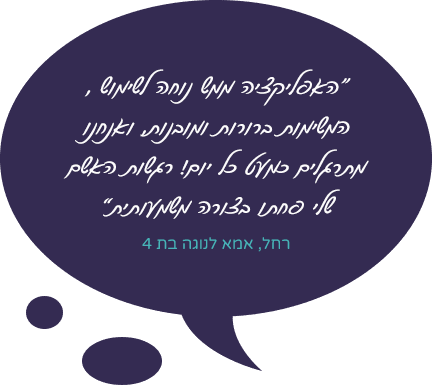 "האפליקציה ממש נוחה לשימוש,
המשימות ברורות ומובנות. ואנחנו
מתרגלים כמעט כל יום! רגשות האשם
שלי פחתו בצורה משמעותית"
רחל, אמא לנוגה בת 4